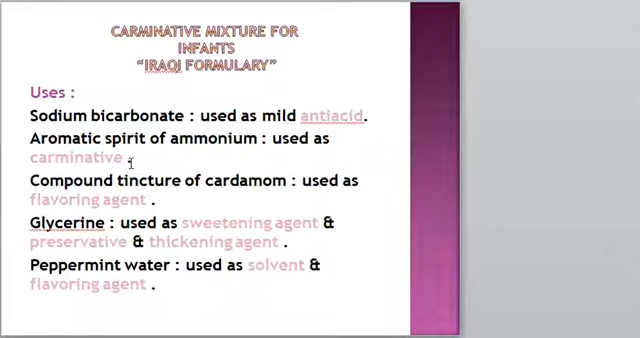 CARMINATIVE MIXTURE FOR
INFANTS
“IRAQI FORMULARY”
Uses :
Sodium bicarbonate : used as mild antiacid.
Aromatic spirit of ammonium : used as
carminative .
Compound tincture of cardamom : used as
flavoring agent .
Glycerine : used as sweetening agent &
preservative & thickening agent .
Peppermint water : used as solvent &
flavoring agent .